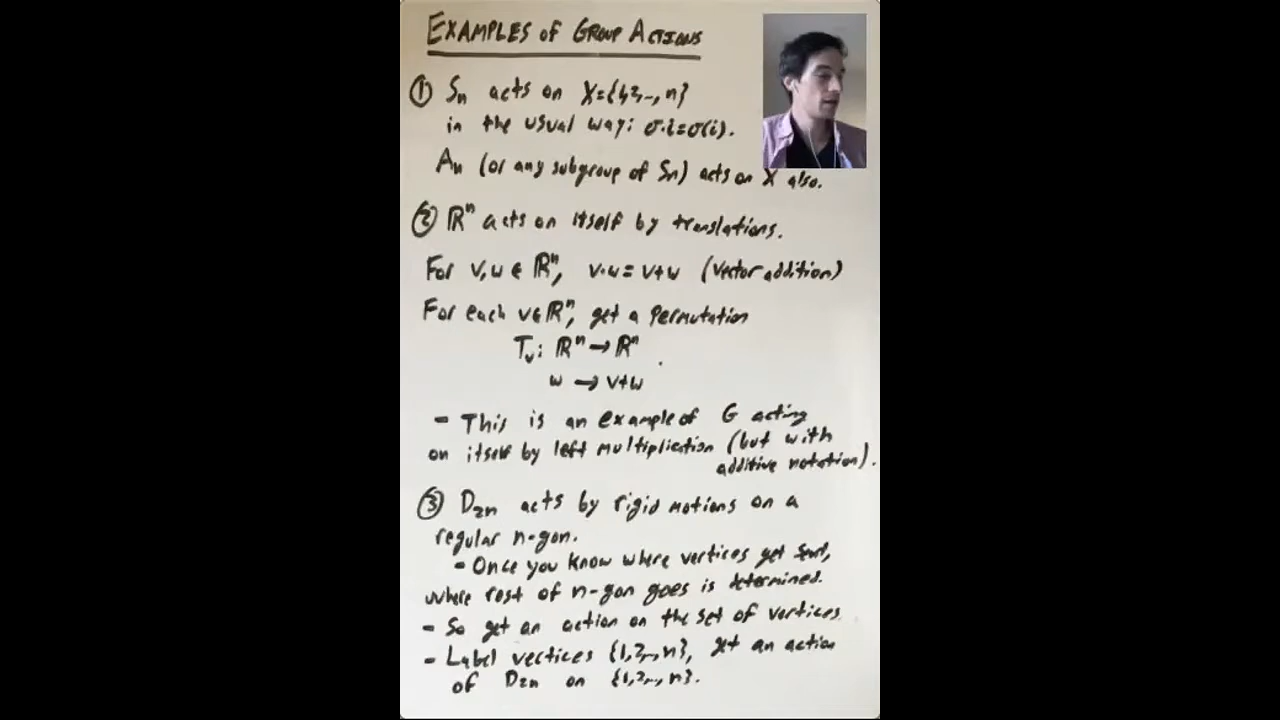 EXAMPLES OF GROUP ACTIONS
① Sn acts on X={1,2,..,n}
in the usual way: σ·i=σ(i).
An (or any subgroup of Sn) acts on X also.
② ℝⁿ acts on itself by translations.
For v,w ∈ ℝⁿ, v·w = v+w (vector addition)
For each v∈ℝⁿ, get a permutation
Tv: ℝⁿ → ℝⁿ
w → v+w
- This is an example of G acting
on itself by left multiplication (but with
additive notation).
③ D2n acts by rigid motions on a
regular n-gon.
- Once you know where vertices get sent,
where rest of n-gon goes is determined.
- So get an action on the set of vertices.
- Label vertices {1,2,..,n}, get an action
of D2n on {1,2,..,n}.